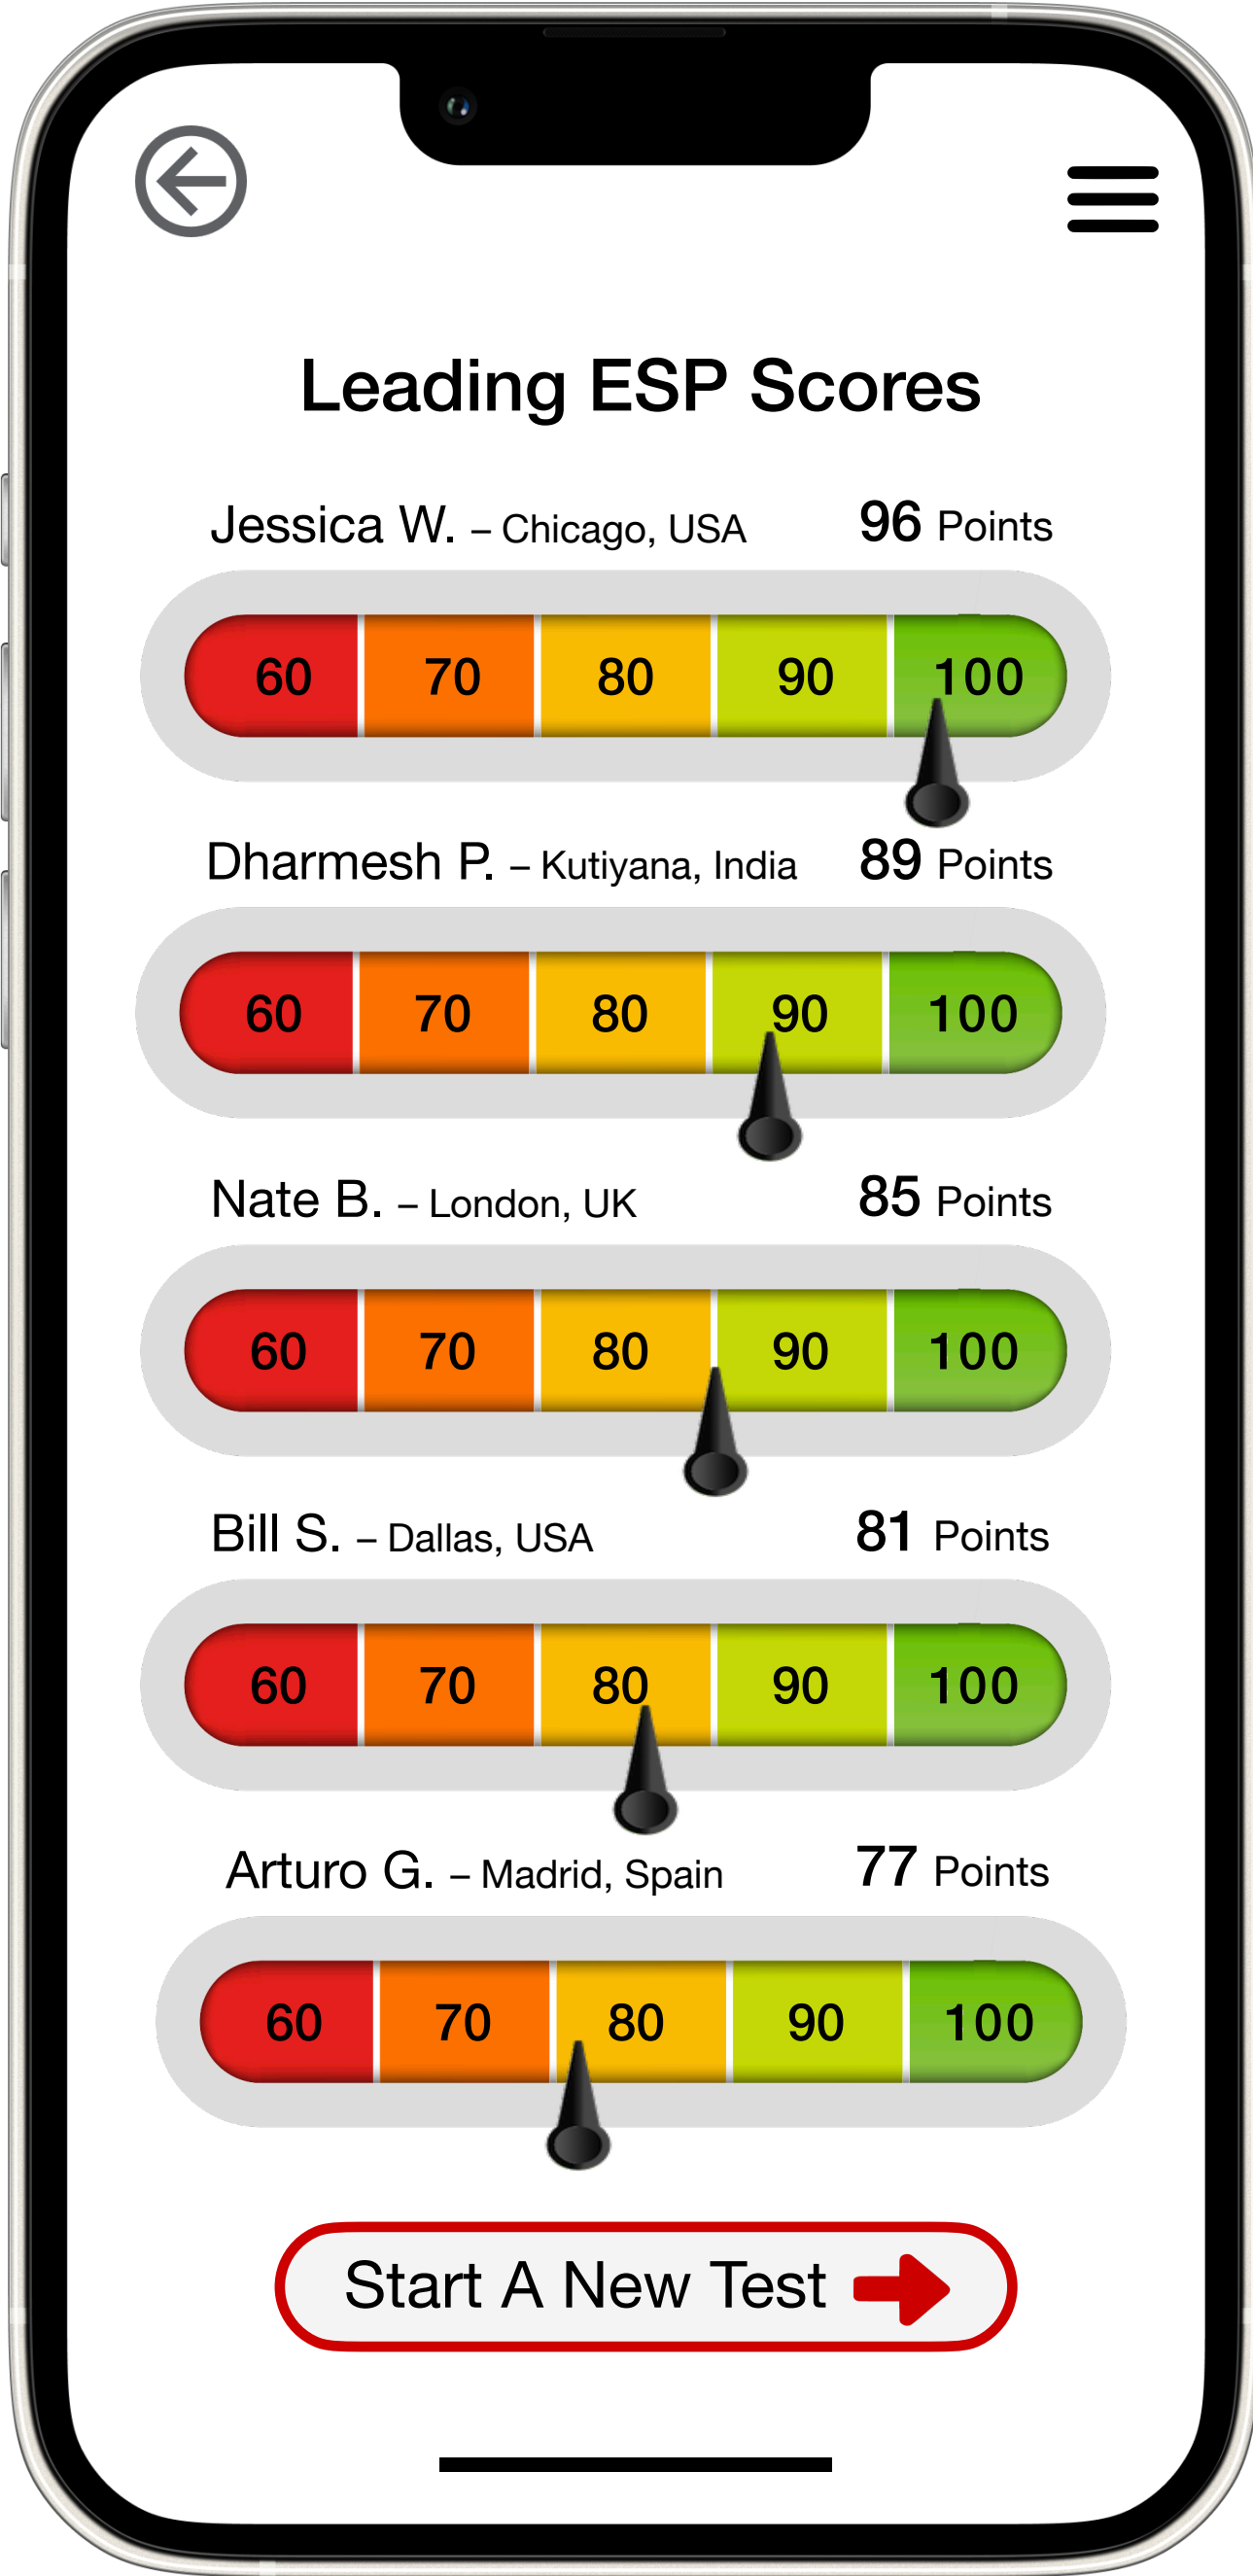 Leading ESP Scores
Jessica W. – Chicago, USA 96 Points
60 70 80 90 100
Dharmesh P. – Kutiyana, India 89 Points
60 70 80 90 100
Nate B. – London, UK 85 Points
60 70 80 90 100
Bill S. – Dallas, USA 81 Points
60 70 80 90 100
Arturo G. – Madrid, Spain 77 Points
60 70 80 90 100
Start A New Test